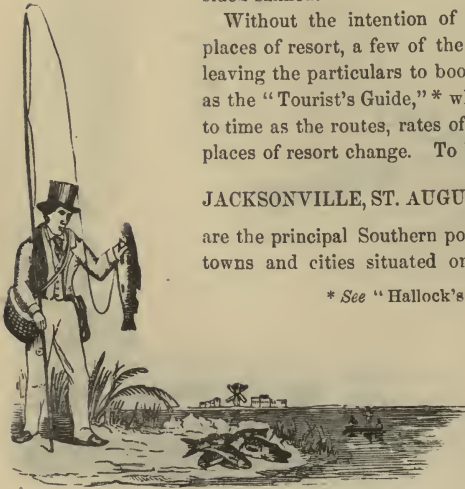 Without the intention of
places of resort, a few of the
leaving the particulars to boo
as the “Tourist's Guide,” * w
to time as the routes, rates of
places of resort change. To
JACKSONVILLE, ST. AUGU
are the principal Southern po
towns and cities situated or
* See “Hallock's